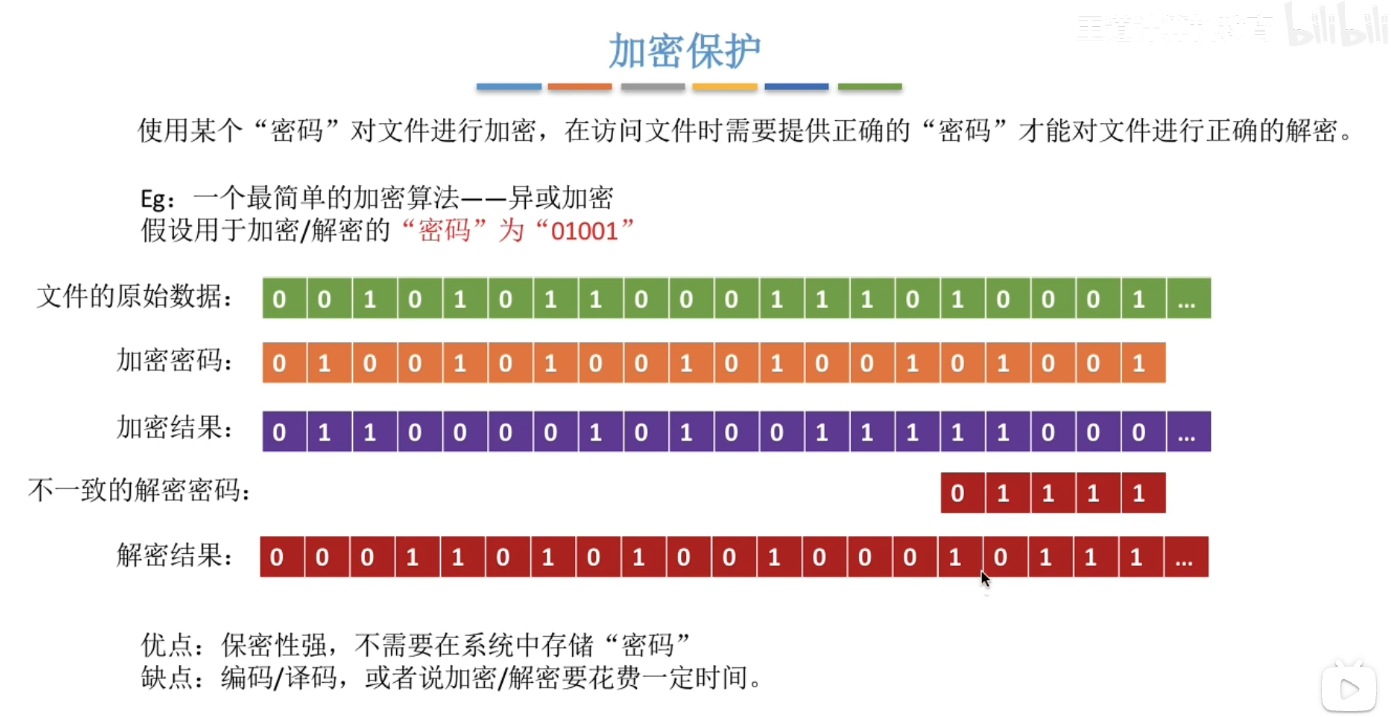 bilibili
加密保护
使用某个“密码”对文件进行加密，在访问文件时需要提供正确的“密码”才能对文件进行正确的解密。
Eg：一个最简单的加密算法——异或加密
假设用于加密/解密的“密码”为“01001”
文件的原始数据： 0 0 1 0 1 0 1 1 0 0 0 1 1 1 0 1 0 0 0 1 ...
加密密码： 0 1 0 0 1 0 1 0 0 1 0 1 0 0 1 0 1 0 0 1
加密结果： 0 1 1 0 0 0 0 1 0 1 0 0 1 1 1 1 1 0 0 0 ...
不一致的解密密码： 0 1 1 1 1
解密结果： 0 0 0 1 1 0 1 0 1 0 0 1 0 0 0 1 0 1 1 1 ...
优点：保密性强，不需要在系统中存储“密码”
缺点：编码/译码，或者说加密/解密要花费一定时间。